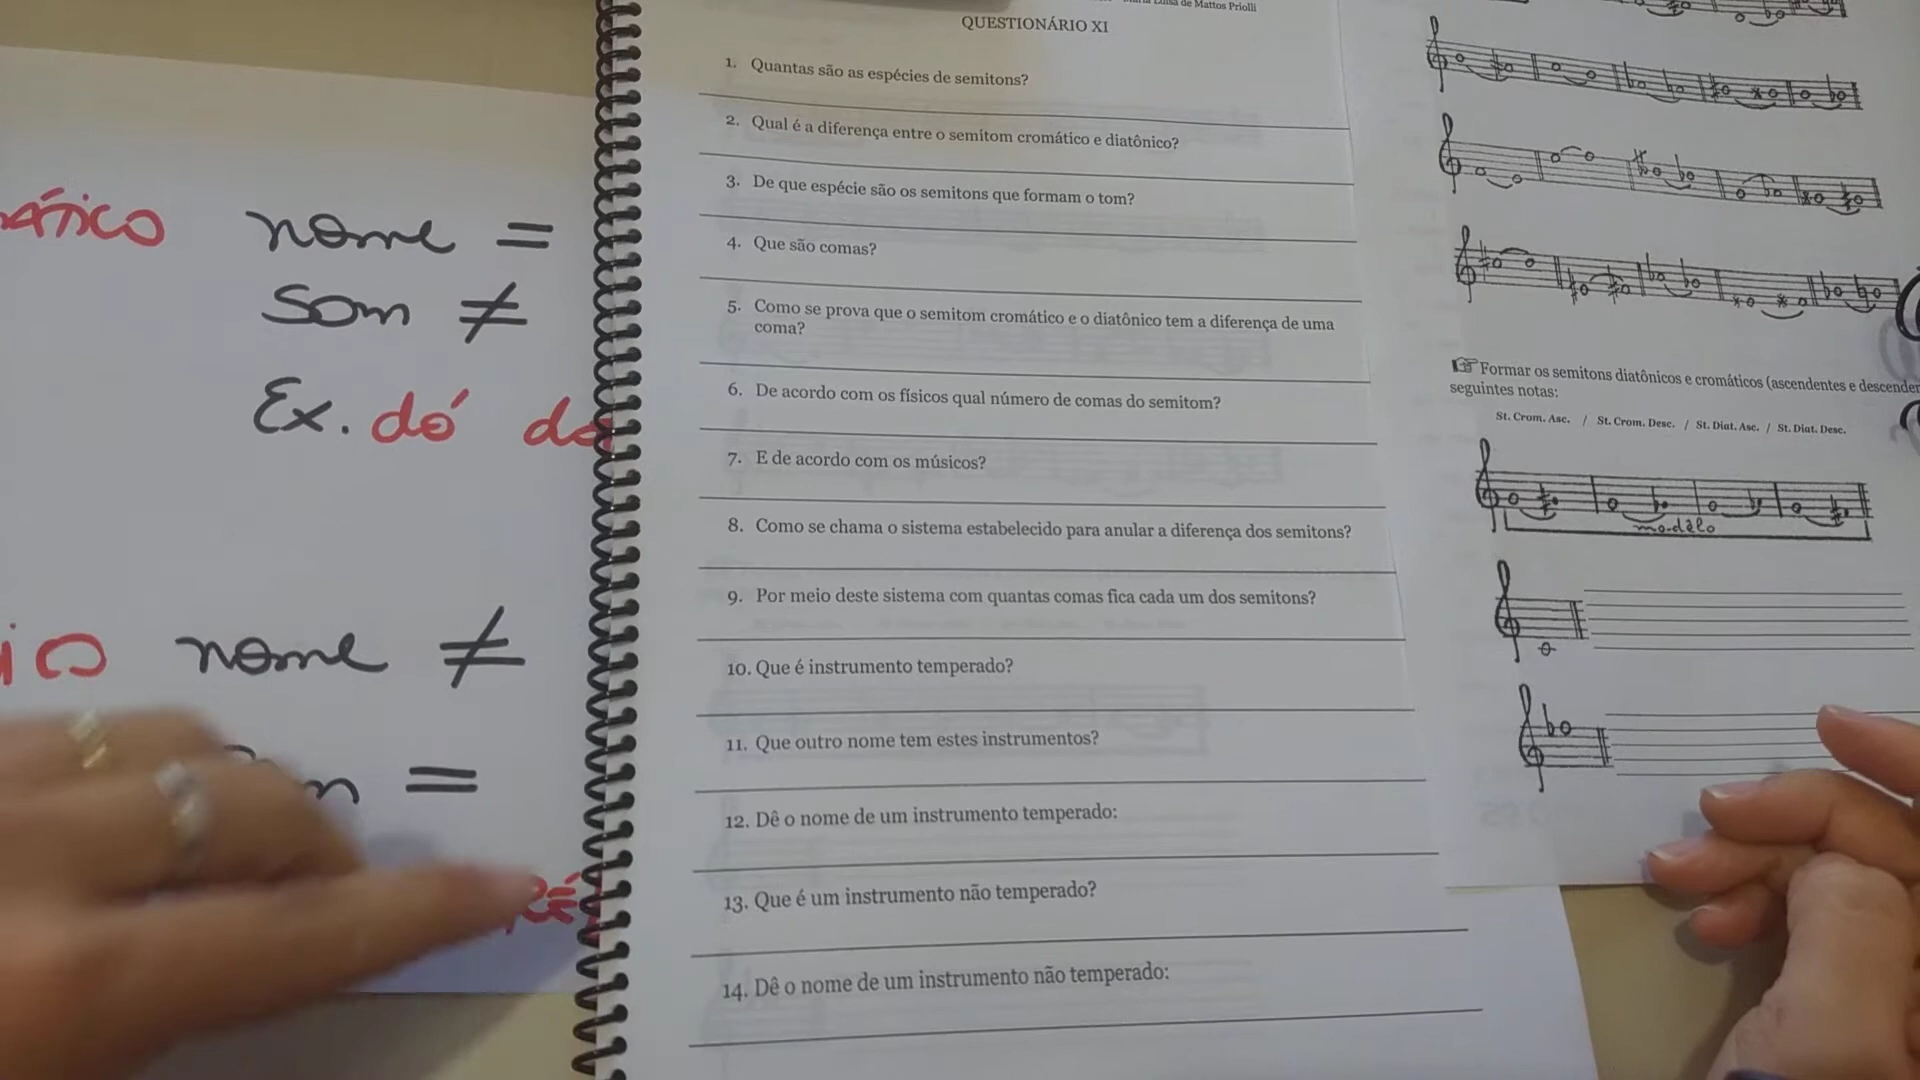 de Mattos Priolli
QUESTIONÁRIO XI
1. Quantas são as espécies de semitons?
2. Qual é a diferença entre o semitom cromático e diatônico?
3. De que espécie são os semitons que formam o tom?
4. Que são comas?
5. Como se prova que o semitom cromático e o diatônico tem a diferença de uma
coma?
6. De acordo com os físicos qual número de comas do semitom?
7. E de acordo com os músicos?
8. Como se chama o sistema estabelecido para anular a diferença dos semitons?
9. Por meio deste sistema com quantas comas fica cada um dos semitons?
10. Que é instrumento temperado?
11. Que outro nome tem estes instrumentos?
12. Dê o nome de um instrumento temperado:
13. Que é um instrumento não temperado?
14. Dê o nome de um instrumento não temperado:
ÁTICO nome =
som ≠
Ex. dó
nome ≠
=
RÉ
Formar os semitons diatônicos e cromáticos (ascendentes e
seguintes notas:
St. Crom. Asc. / St. Crom. Desc. / St. Diat. Asc. / St. Diat. Desc.
mo-dêlo